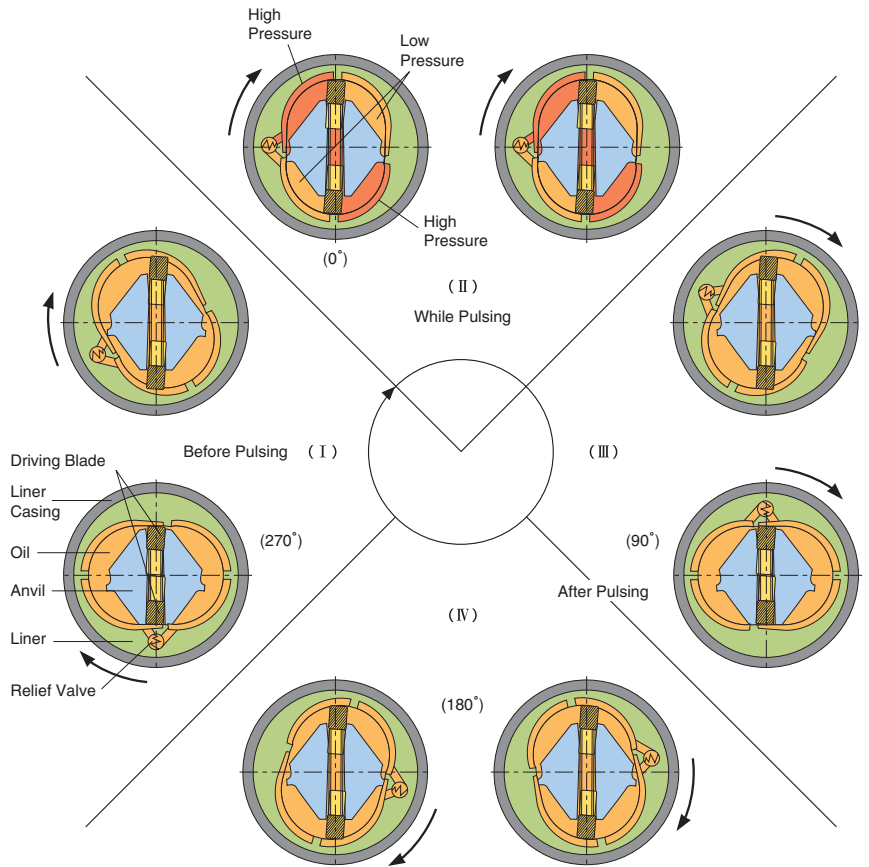 High
Pressure
Low
Pressure
High
Pressure
(0°)
(Ⅱ)
While Pulsing
Before Pulsing
(Ⅰ)
(Ⅲ)
Driving Blade
Liner
Casing
(270°)
(90°)
Oil
Anvil
After Pulsing
(Ⅳ)
Liner
Relief Valve
(180°)